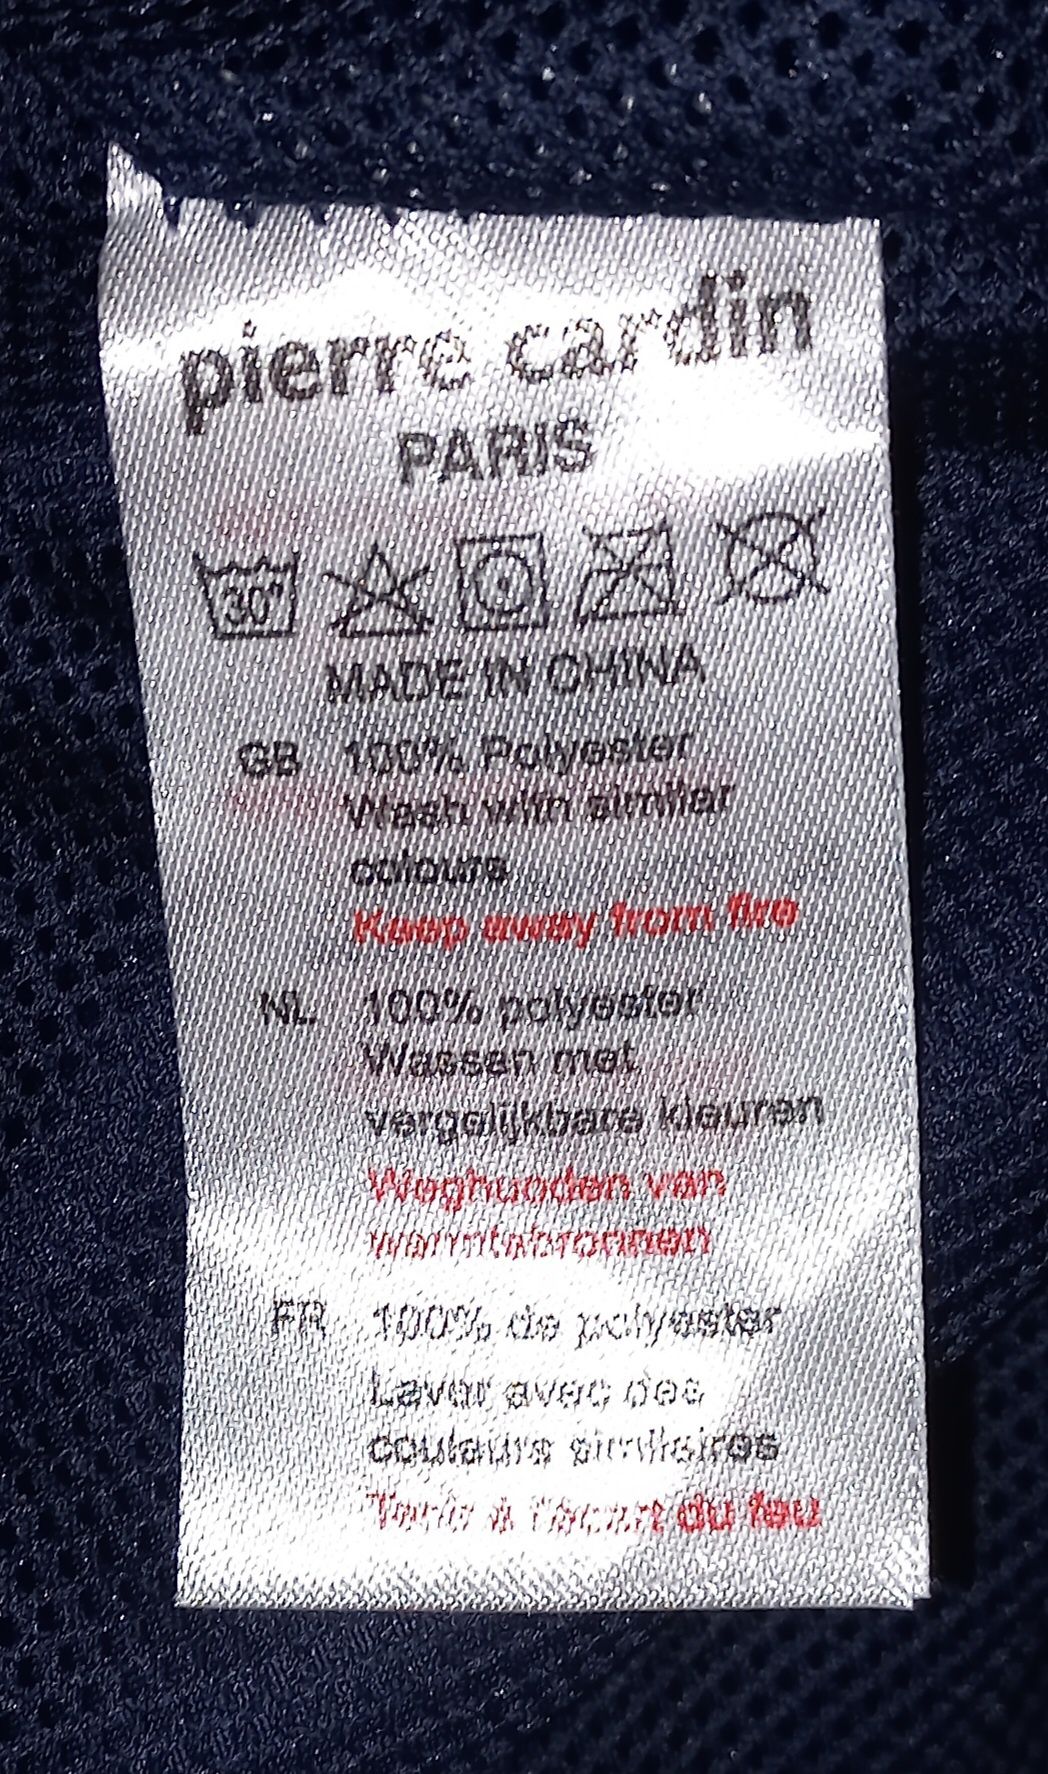 pierre cardin
PARIS
30°
MADE IN CHINA
GB 100% Polyester
Wash with similar
colours
Keep away from fire
NL 100% polyester
Wassen met
vergelijkbare kleuren
Weghuoden van
warmtebronnen
FR 100% de polyester
Laver avec des
couleurs similaires
à l'écart du feu